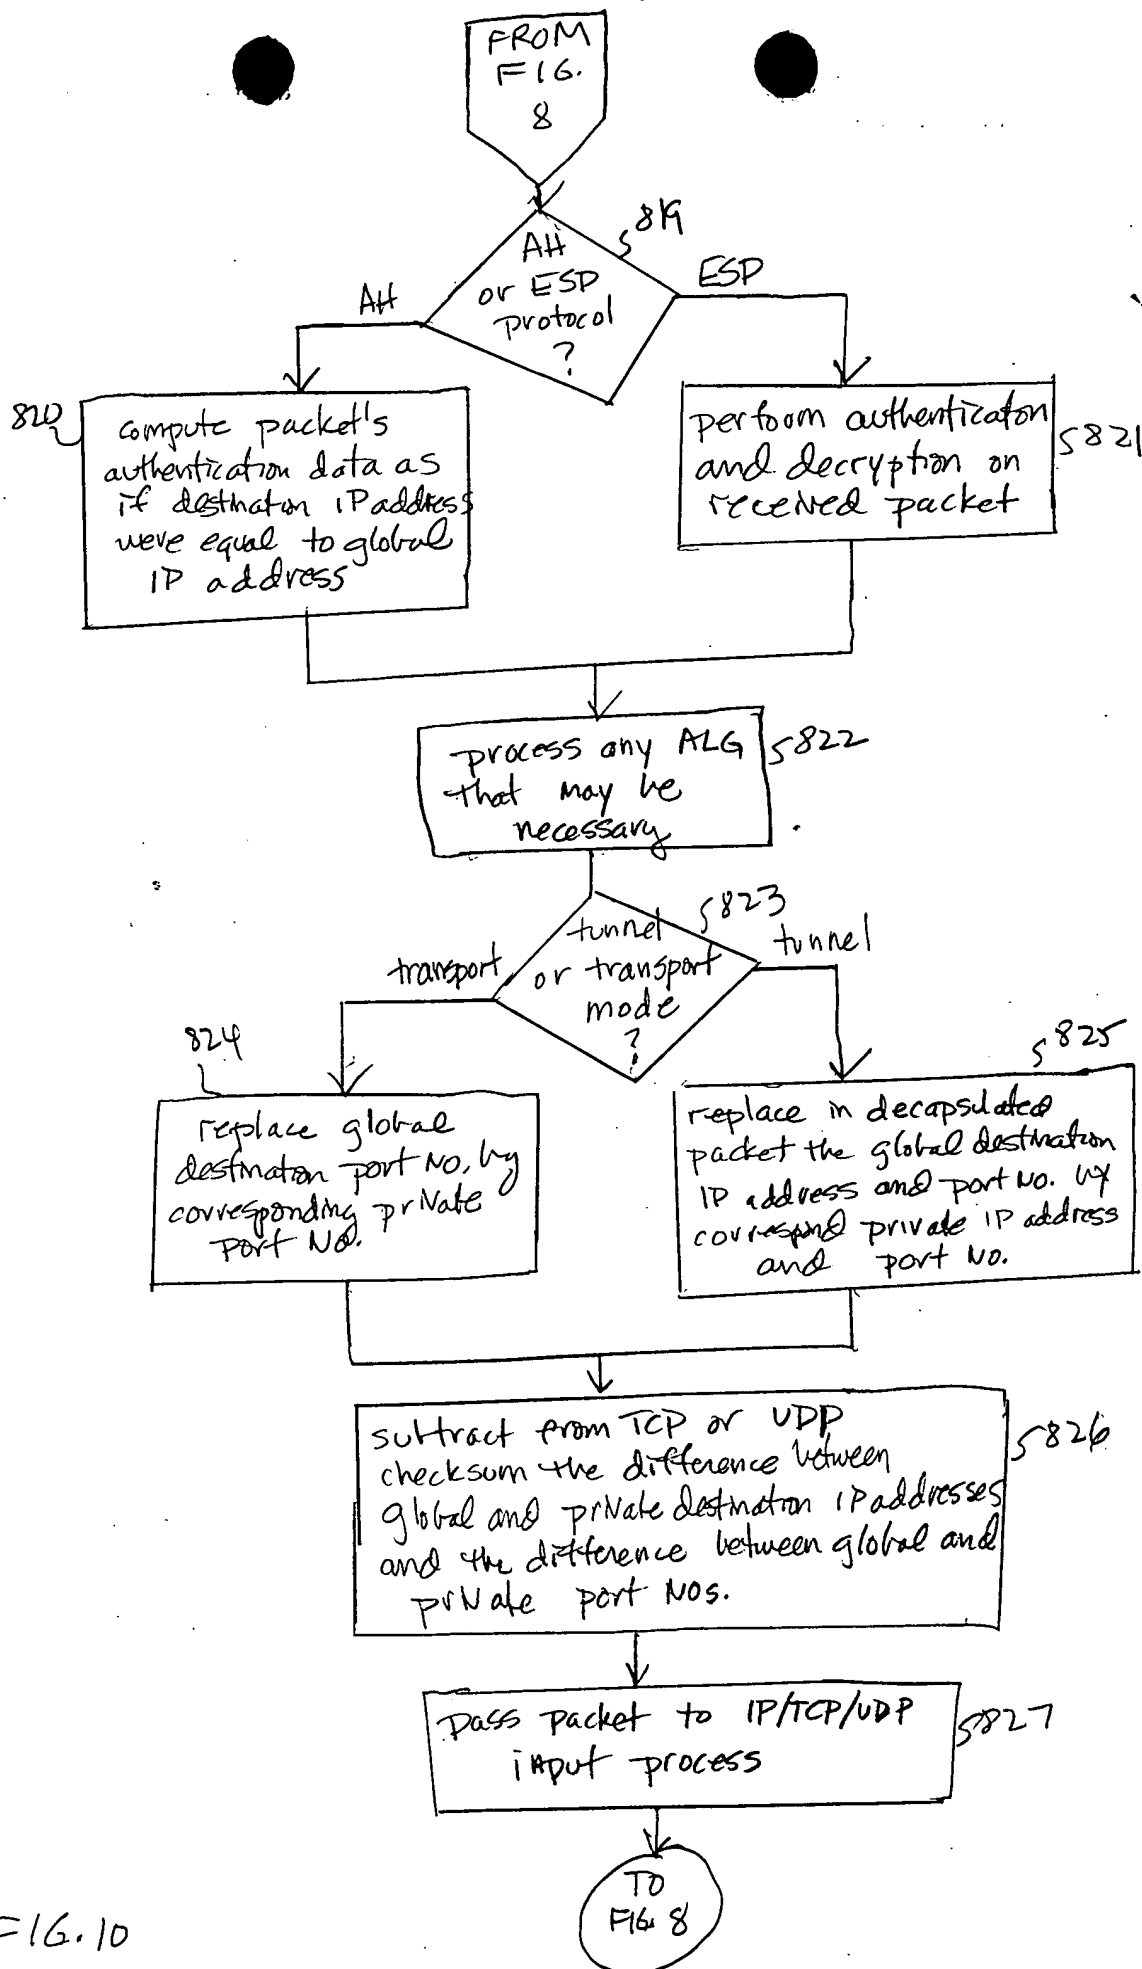 FROM
FIG.
8
819
AH
or ESP
protocol
?
AH
ESP
820
compute packet's
authentication data as
if destination IP address
were equal to global
IP address
perform authenticaton
and decryption on
received packet
821
process any ALG
that may be
necessary
822
823
tunnel
or transport
mode
?
transport
tunnel
824
replace global
destination port No. by
corresponding private
port No.
825
replace in decapsulated
packet the global destination
IP address and port No. by
correspond private IP address
and port No.
subtract from TCP or UDP
checksum the difference between
global and private destination IP addresses
and the difference between global and
private port Nos.
826
pass packet to IP/TCP/UDP
input process
827
TO
FIG. 8
FIG. 10